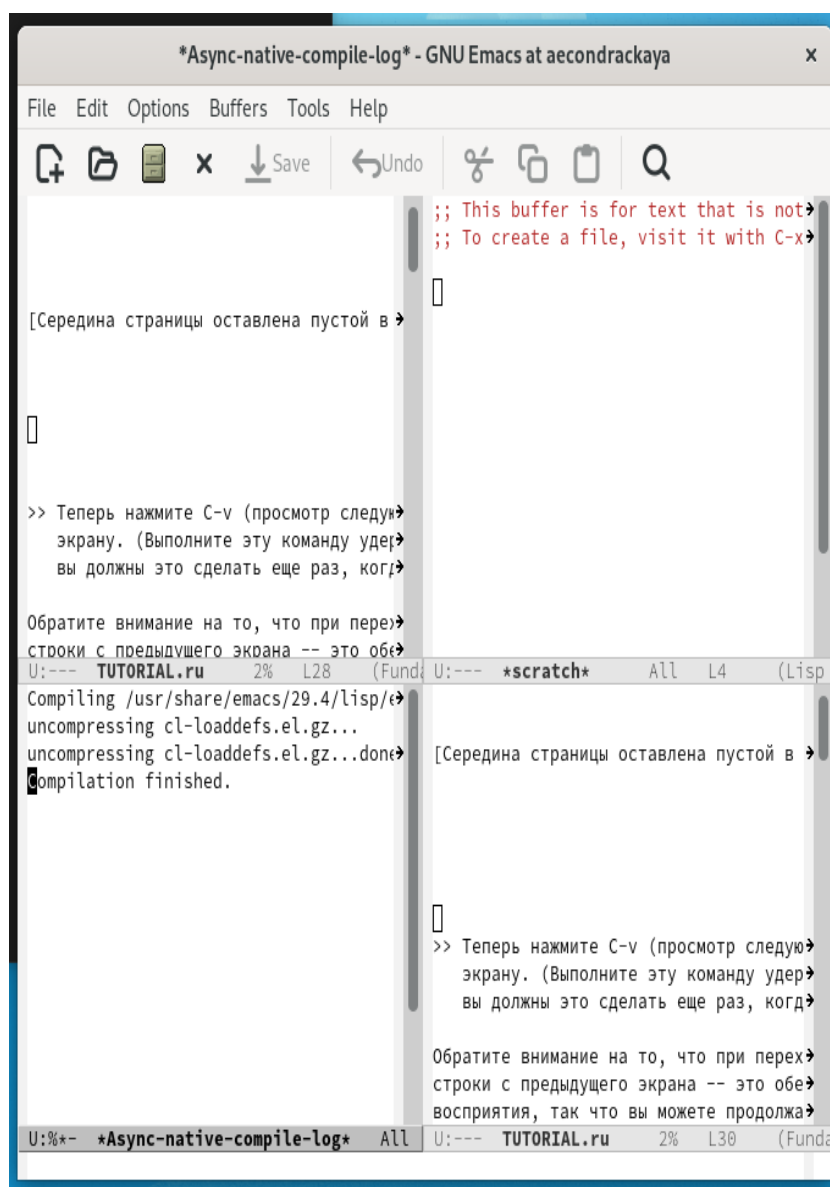 *Async-native-compile-log* - GNU Emacs at aecondrackaya
File Edit Options Buffers Tools Help
Save Undo
[Середина страницы оставлена пустой в
>> Теперь нажмите C-v (просмотр
экрану. (Выполните эту команду
вы должны это сделать еще раз,
Обратите внимание на то, что при
строки с предыдущего экрана -- это
U:--- TUTORIAL.ru 2% L28
;; This buffer is for text that is not
;; To create a file, visit it with C-x
U:--- *scratch* All L4 (Lisp
Compiling /usr/share/emacs/29.4/lisp/
uncompressing cl-loaddefs.el.gz...
uncompressing cl-loaddefs.el.gz...done
Compilation finished.
U:%*- *Async-native-compile-log* All
[Середина страницы оставлена пустой в
>> Теперь нажмите C-v (просмотр следую
экрану. (Выполните эту команду удер
вы должны это сделать еще раз, когд
Обратите внимание на то, что при перех
строки с предыдущего экрана -- это обе
восприятия, так что вы можете продолжа
U:--- TUTORIAL.ru 2% L30 (Funda